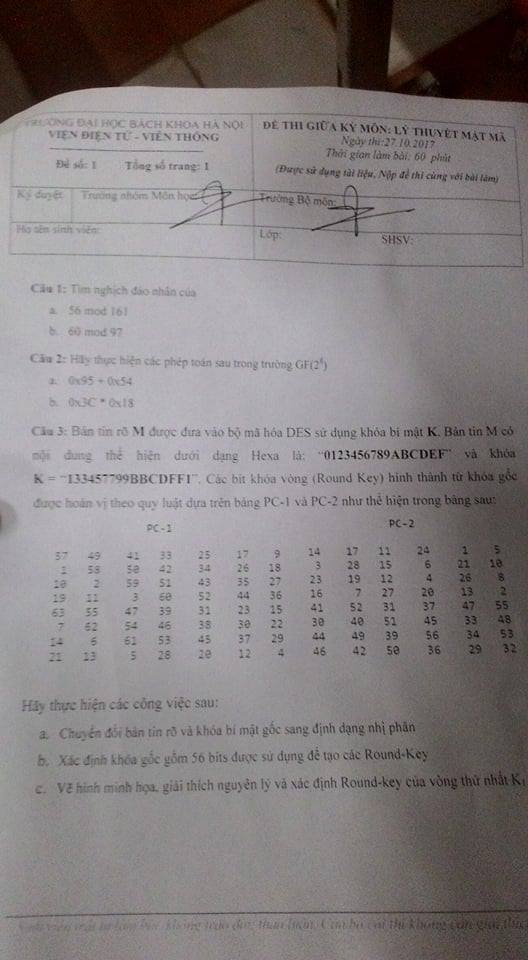 TRƯỜNG ĐẠI HỌC BÁCH KHOA HÀ NỘI
VIỆN ĐIỆN TỬ - VIỄN THÔNG
Đề số: 1 Tổng số trang: 1
ĐỀ THI GIỮA KỲ MÔN: LÝ THUYẾT MẬT MÃ
Ngày thi:27.10.2017
Thời gian làm bài: 60 phút
(Được sử dụng tài liệu, Nộp đề thi cùng với bài làm)
Ký duyệt Trưởng nhóm Môn học Trưởng Bộ môn:
Họ tên sinh viên: Lớp: SHSV:
Câu 1: Tìm nghịch đảo nhân của
a. 56 mod 161
b. 60 mod 97
Câu 2: Hãy thực hiện các phép toán sau trong trường GF(2⁸)
a. 0x95 + 0x54
b. 0x3C * 0x18
Câu 3: Bản tin rõ M được đưa vào bộ mã hóa DES sử dụng khóa bí mật K. Bản tin M có
nội dung thể hiện dưới dạng Hexa là: "0123456789ABCDEF" và khóa
K = "133457799BBCDFF1". Các bit khóa vòng (Round Key) hình thành từ khóa gốc
được hoán vị theo quy luật dựa trên bảng PC-1 và PC-2 như thể hiện trong bảng sau:
PC-1 PC-2
57 49 41 33 25 17 9 14 17 11 24 1 5
1 58 50 42 34 26 18 3 28 15 6 21 10
10 2 59 51 43 35 27 23 19 12 4 26 8
19 11 3 60 52 44 36 16 7 27 20 13 2
63 55 47 39 31 23 15 41 52 31 37 47 55
7 62 54 46 38 30 22 30 40 51 45 33 48
14 6 61 53 45 37 29 44 49 39 56 34 53
21 13 5 28 20 12 4 46 42 50 36 29 32
Hãy thực hiện các công việc sau:
a. Chuyển đổi bản tin rõ và khóa bí mật gốc sang định dạng nhị phân
b. Xác định khóa gốc gồm 56 bits được sử dụng để tạo các Round-Key
c. Vẽ hình minh họa, giải thích nguyên lý và xác định Round-key của vòng thứ nhất K₁